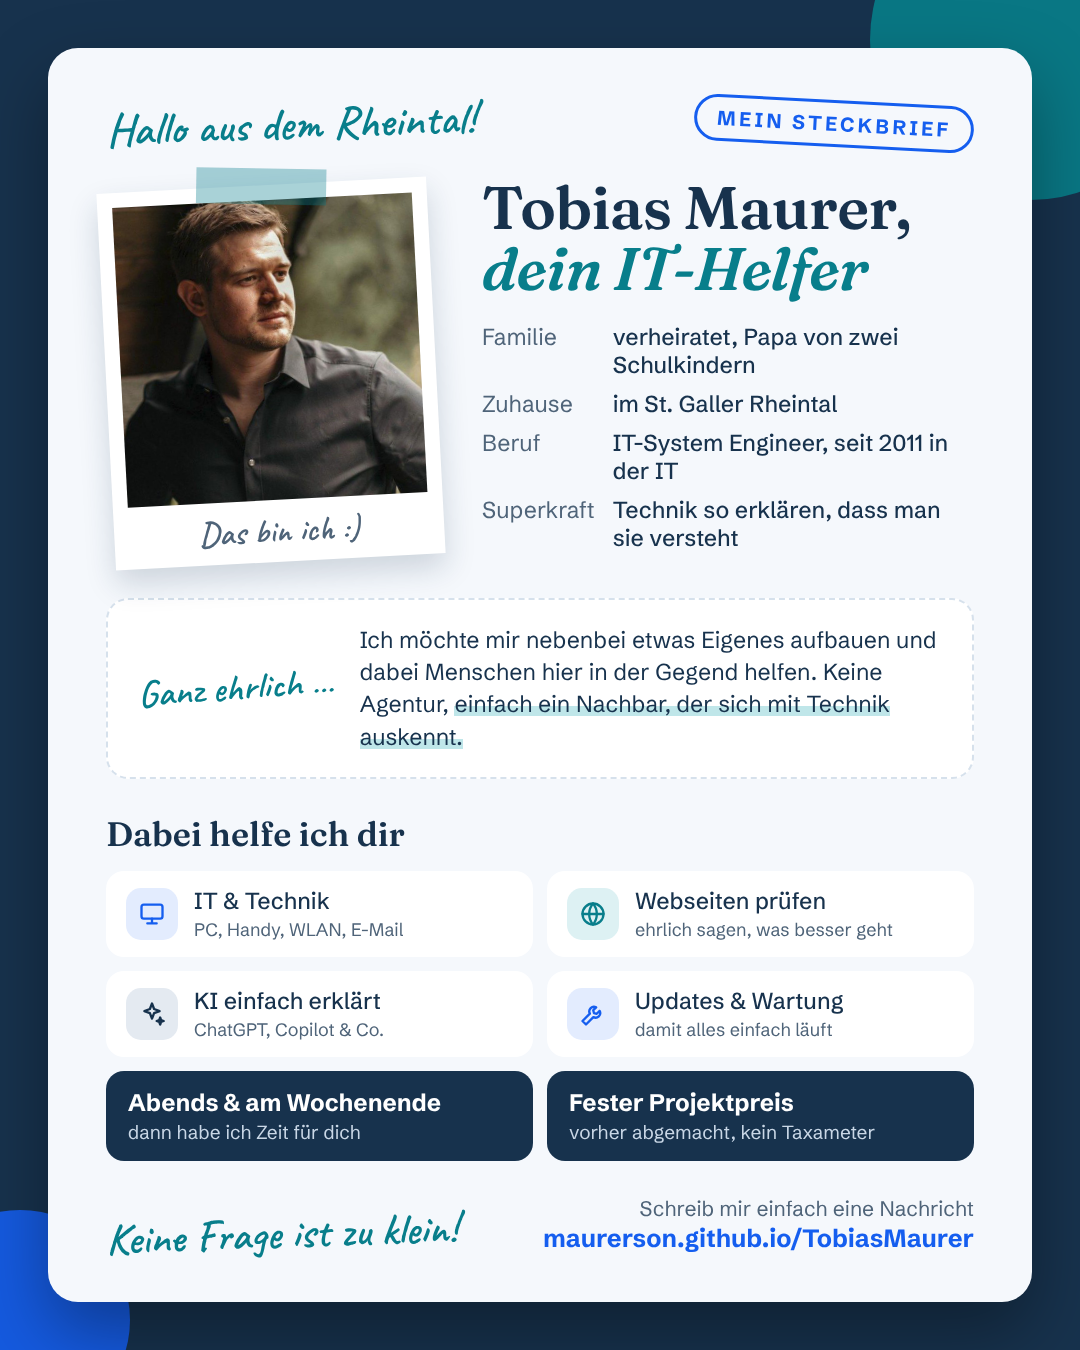 Hallo aus dem Rheintal!
MEIN STECKBRIEF
Tobias Maurer,
dein IT-Helfer
Das bin ich :)
Familie verheiratet, Papa von zwei
Schulkindern
Zuhause im St. Galler Rheintal
Beruf IT-System Engineer, seit 2011 in
der IT
Superkraft Technik so erklären, dass man
sie versteht
Ganz ehrlich ...
Ich möchte mir nebenbei etwas Eigenes aufbauen und
dabei Menschen hier in der Gegend helfen. Keine
Agentur, einfach ein Nachbar, der sich mit Technik
auskennt.
Dabei helfe ich dir
IT & Technik
PC, Handy, WLAN, E-Mail
Webseiten prüfen
ehrlich sagen, was besser geht
KI einfach erklärt
ChatGPT, Copilot & Co.
Updates & Wartung
damit alles einfach läuft
Abends & am Wochenende
dann habe ich Zeit für dich
Fester Projektpreis
vorher abgemacht, kein Taxameter
Keine Frage ist zu klein!
Schreib mir einfach eine Nachricht
maurerson.github.io/TobiasMaurer